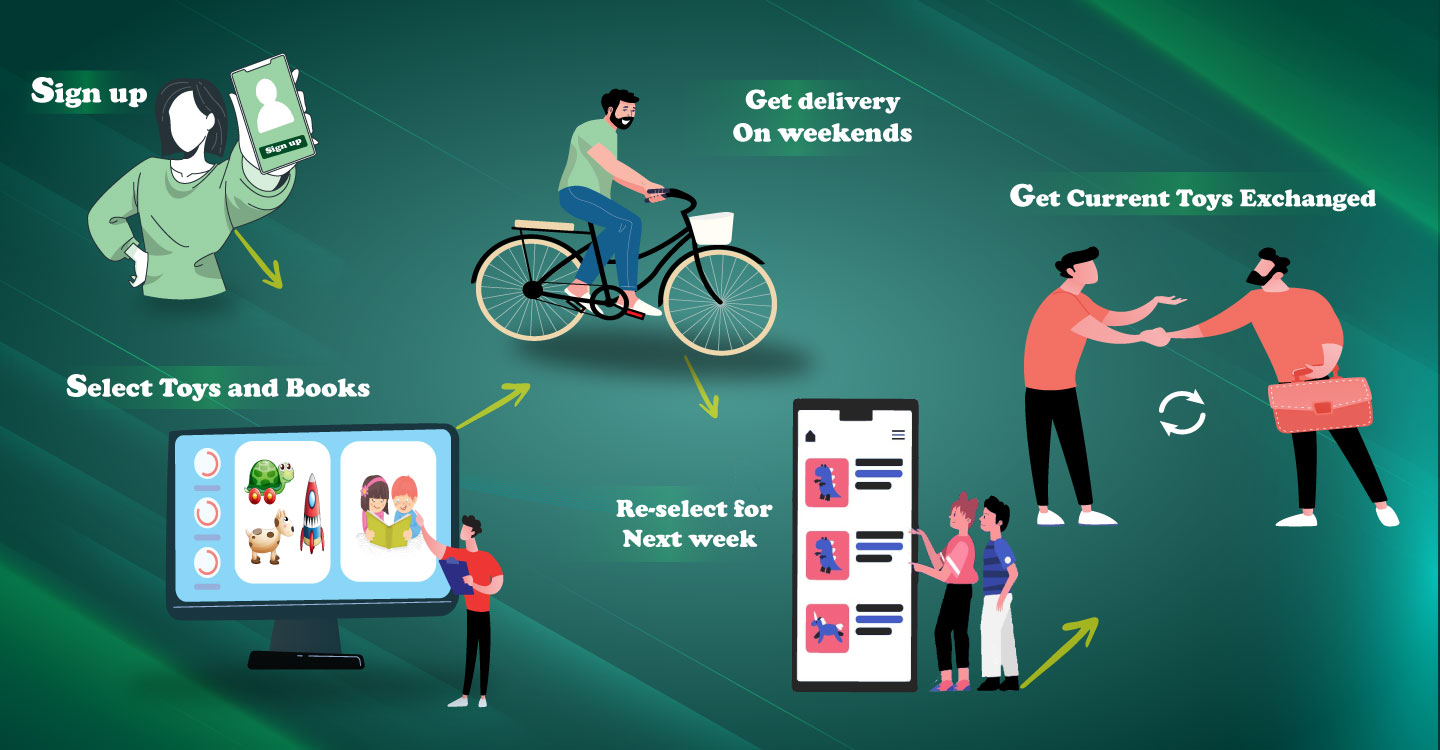 Sign up
Sign up
Select Toys and Books
Get delivery
On weekends
Re-select for
Next week
Get Current Toys Exchanged